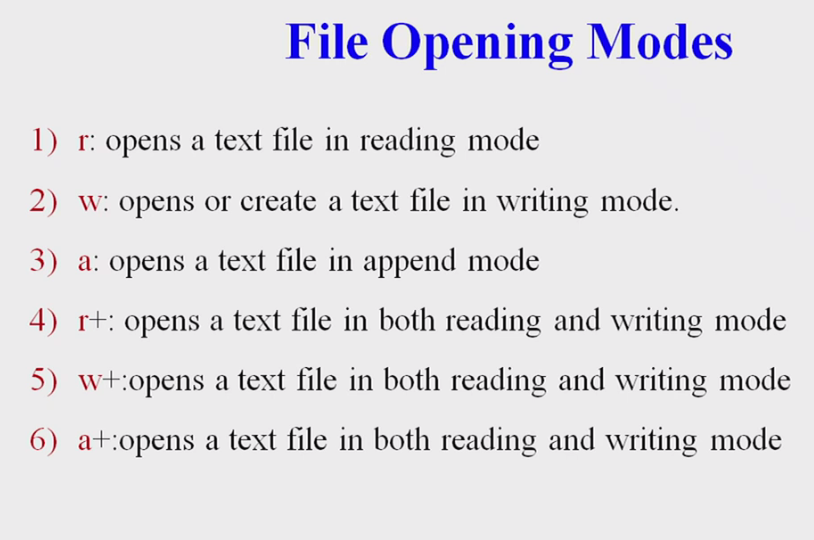 File Opening Modes
1) r: opens a text file in reading mode
2) w: opens or create a text file in writing mode.
3) a: opens a text file in append mode
4) r+: opens a text file in both reading and writing mode
5) w+:opens a text file in both reading and writing mode
6) a+:opens a text file in both reading and writing mode